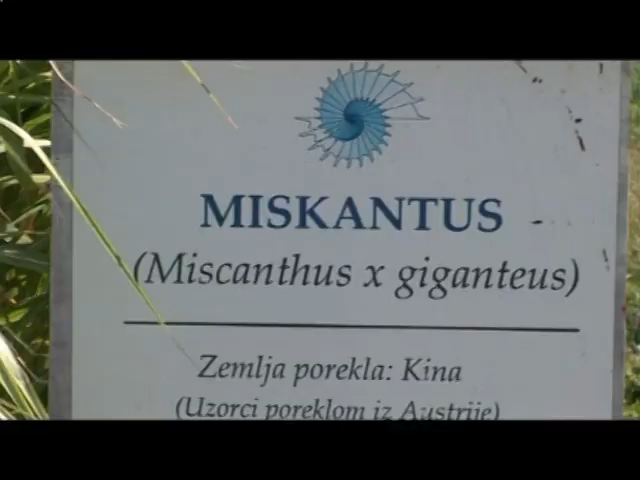 MISKANTUS
(Miscanthus x giganteus)
Zemlja porekla: Kina
(Uzorci poreklom iz Austrije)